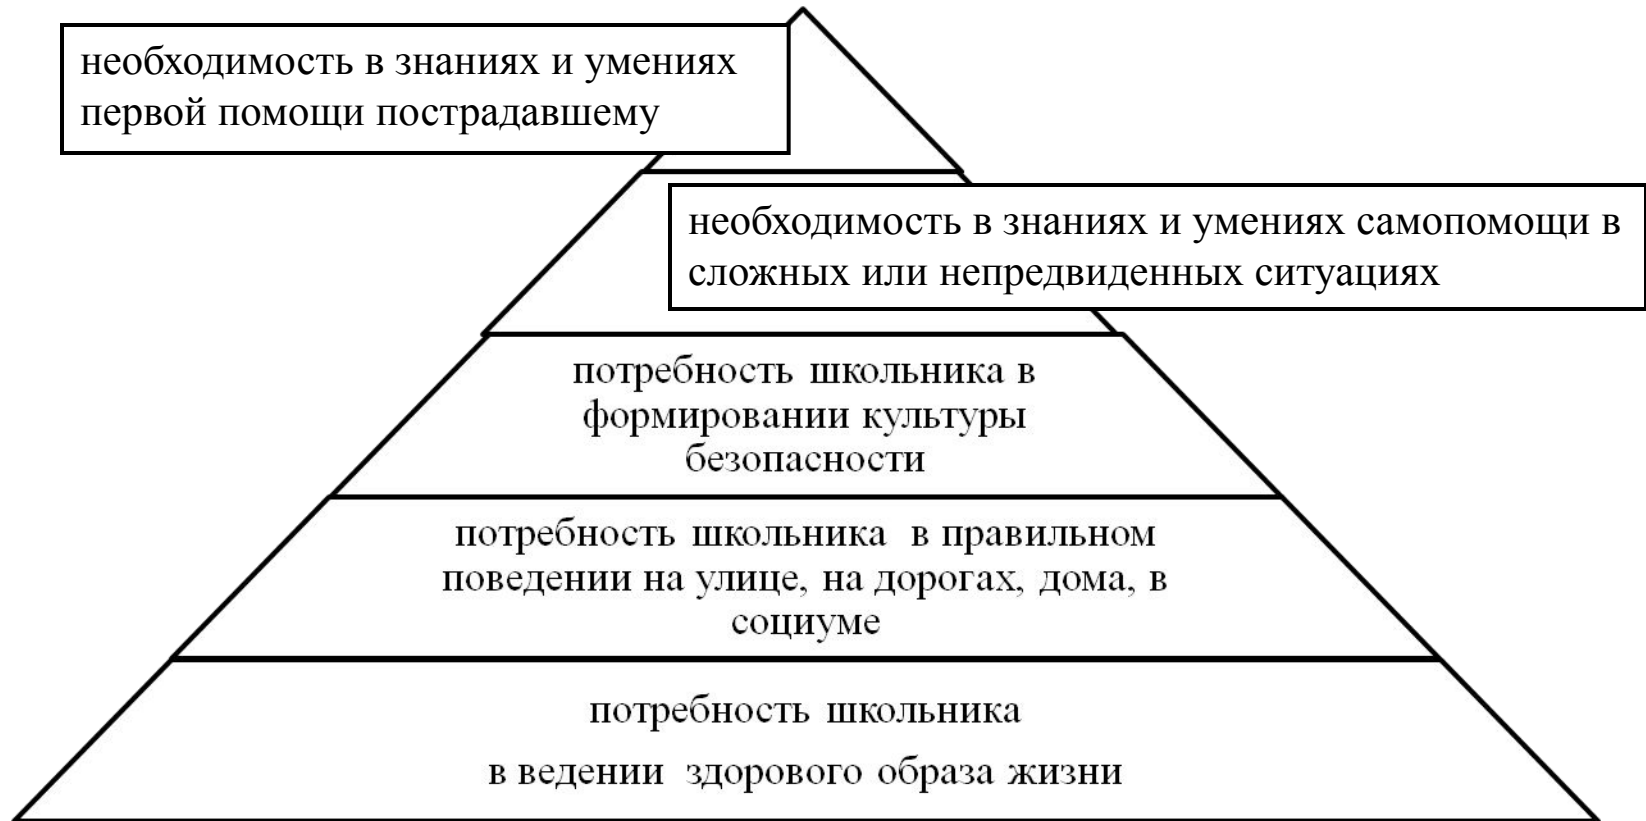 необходимость в знаниях и умениях
первой помощи пострадавшему
необходимость в знаниях и умениях самопомощи в
сложных или непредвиденных ситуациях
потребность школьника в
формировании культуры
безопасности
потребность школьника в правильном
поведении на улице, на дорогах, дома, в
социуме
потребность школьника
в ведении здорового образа жизни